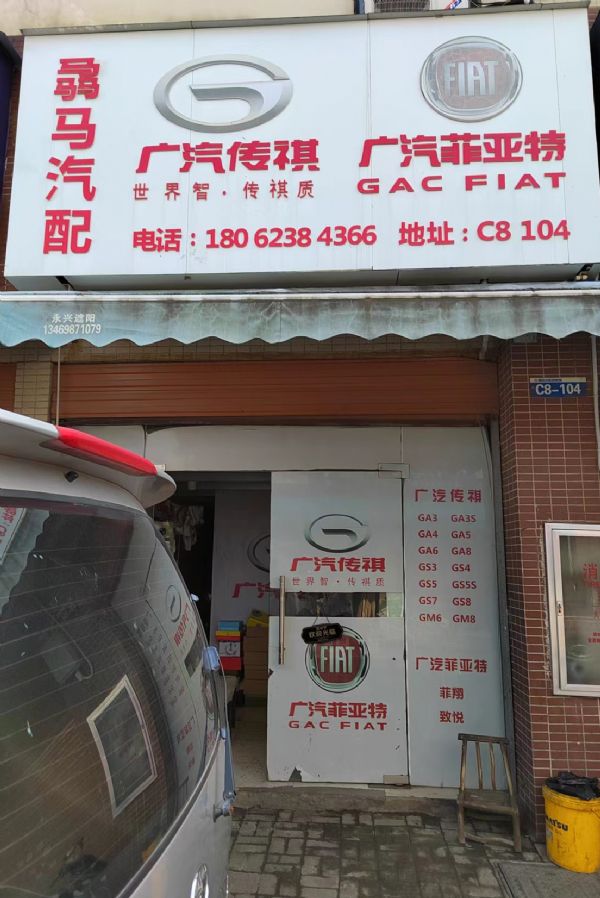 骉马汽配
广汽传祺
世界智·传祺质
FIAT
广汽菲亚特
GAC FIAT
电话：180 6238 4366 地址：C8 104
永兴遮阳
13469871079
C8-104
广汽传祺
世界智·传祺质
欢迎光临
FIAT
广汽菲亚特
GAC FIAT
广汽传祺
GA3 GA3S
GA4 GA5
GA6 GA8
GS3 GS4
GS5 GS5S
GS7 GS8
GM6 GM8
广汽菲亚特
菲翔
致悦
消